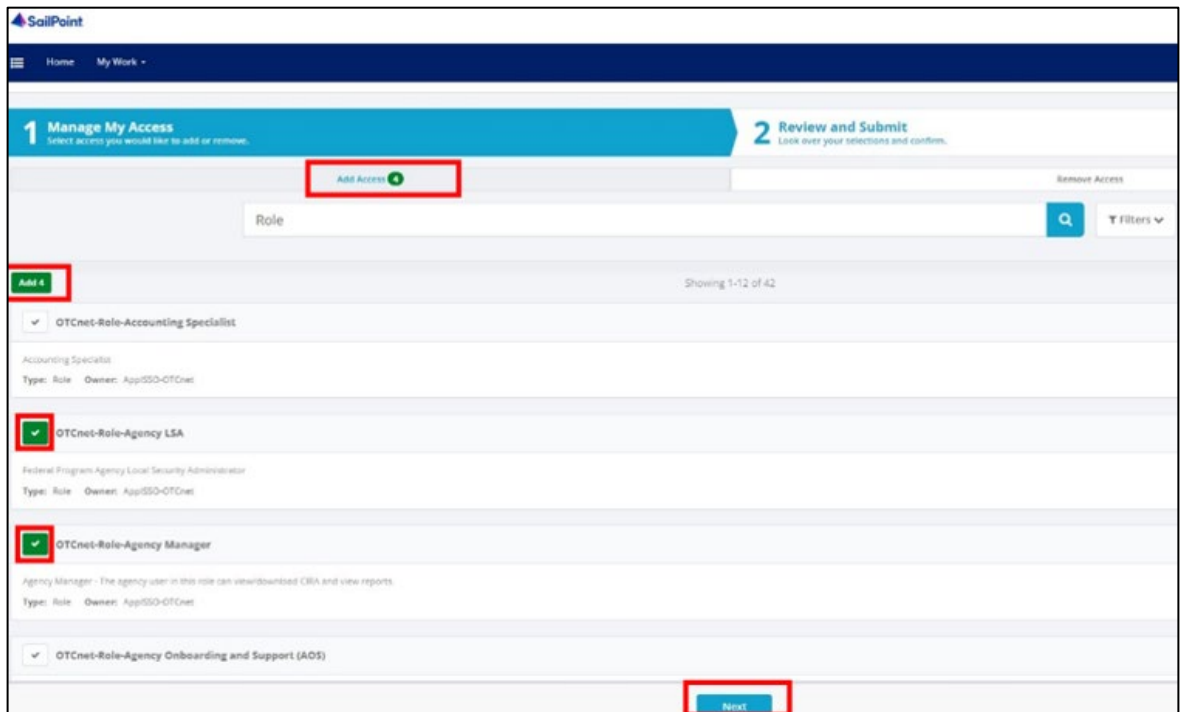 SailPoint
Home My Work
1 Manage My Access
Select access you would like to add or remove.
2 Review and Submit
Look over your selections and confirm.
Add Access 4
Remove Access
Role
Filters
Add 4
Showing 1-12 of 42
OTCnet-Role-Accounting Specialist
Accounting Specialist
Type: Role Owner: AppISSO-OTCnet
OTCnet-Role-Agency LSA
Federal Program Agency Local Security Administrator
Type: Role Owner: AppISSO-OTCnet
OTCnet-Role-Agency Manager
Agency Manager - The agency user in this role can view/download CIRA and view reports.
Type: Role Owner: AppISSO-OTCnet
OTCnet-Role-Agency Onboarding and Support (AOS)
Next